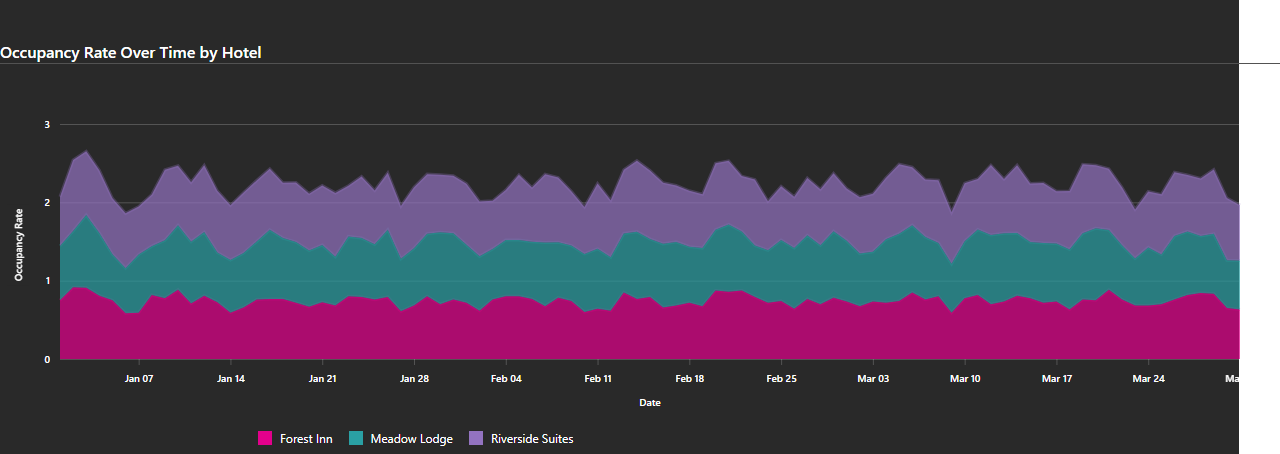 Occupancy Rate Over Time by Hotel
3
2
1
0
Occupancy Rate
Jan 07 Jan 14 Jan 21 Jan 28 Feb 04 Feb 11 Feb 18 Feb 25 Mar 03 Mar 10 Mar 17 Mar 24 Ma
Date
Forest Inn Meadow Lodge Riverside Suites